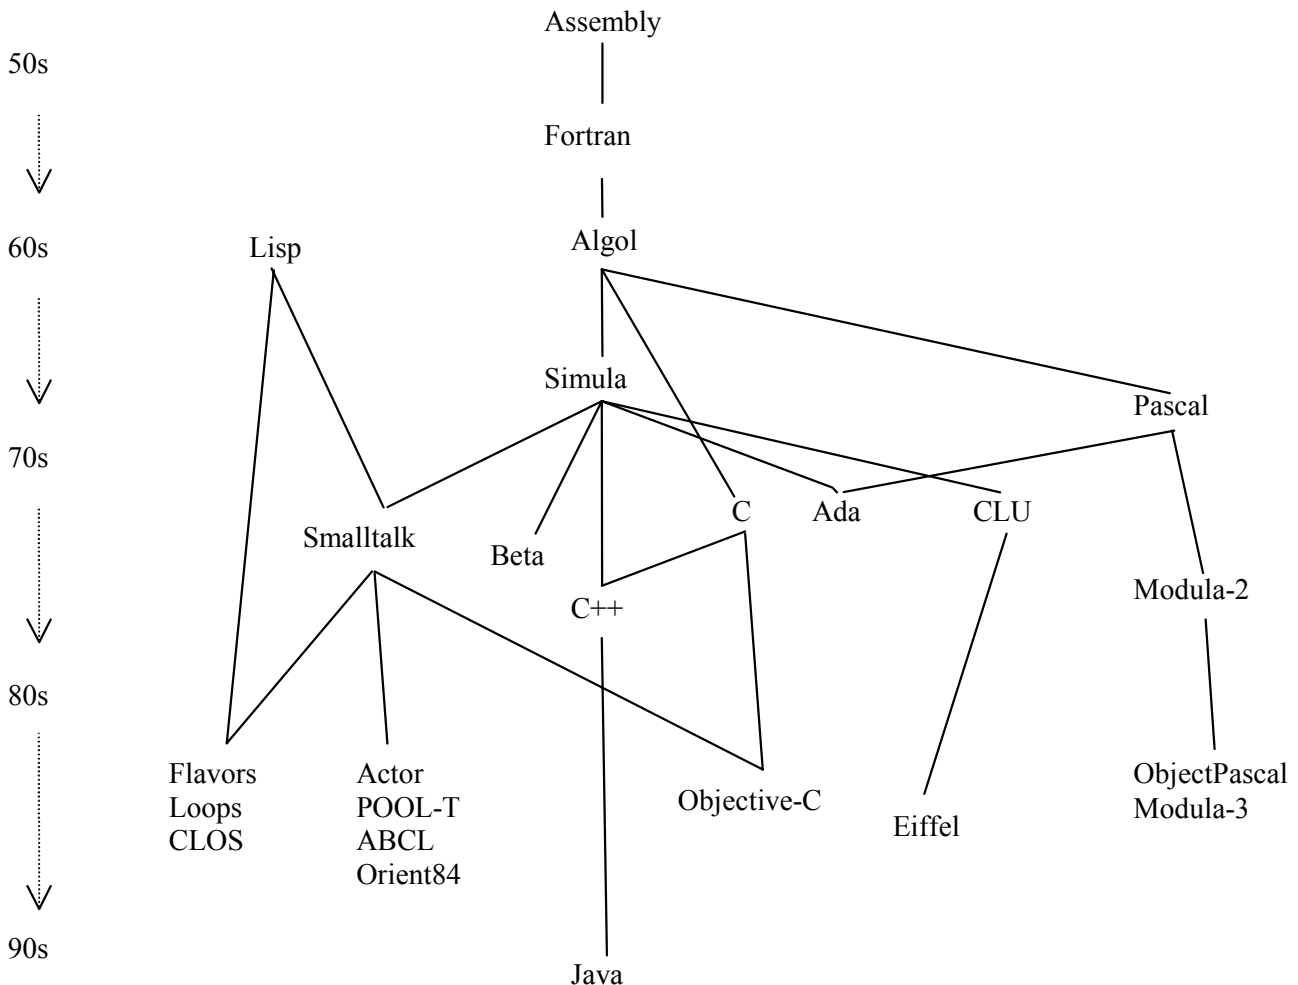 Assembly
50s
Fortran
60s
Lisp
Algol
Simula
Pascal
70s
C
Ada
CLU
Smalltalk
Beta
Modula-2
C++
80s
Flavors
Loops
CLOS
Actor
POOL-T
ABCL
Orient84
Objective-C
Eiffel
ObjectPascal
Modula-3
90s
Java